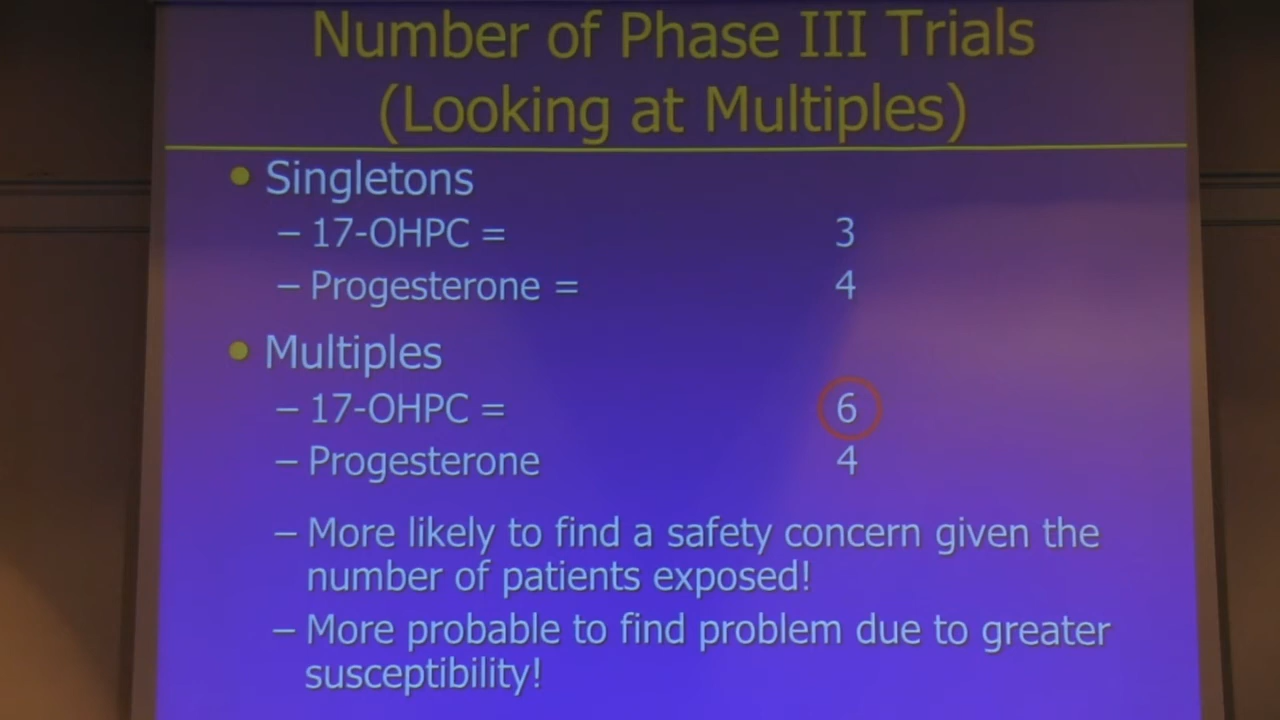 Number of Phase III Trials
(Looking at Multiples)
• Singletons
– 17-OHPC = 3
– Progesterone = 4
• Multiples
– 17-OHPC = 6
– Progesterone 4
– More likely to find a safety concern given the
number of patients exposed!
– More probable to find problem due to greater
susceptibility!